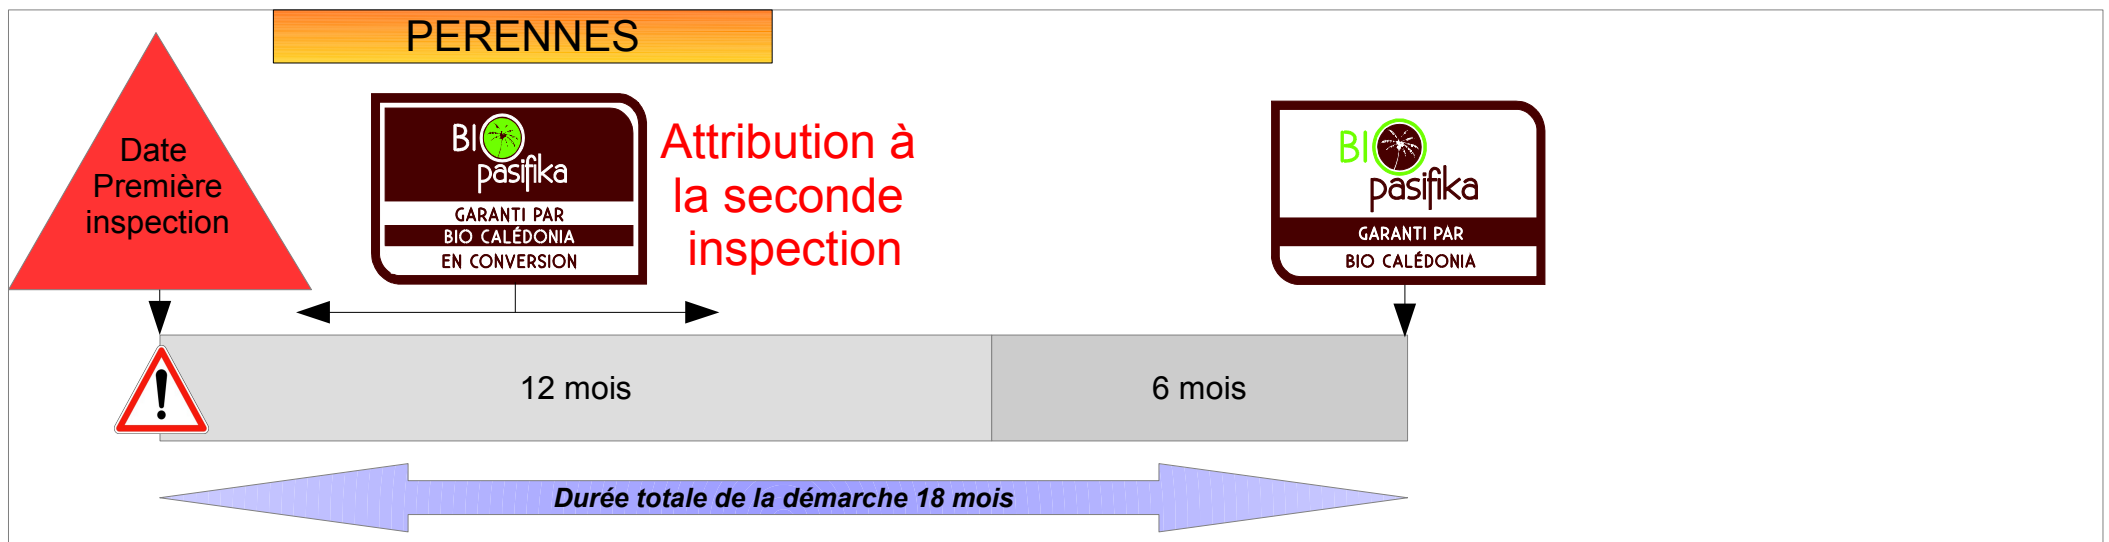 PERENNES
Date
Première
inspection
BIO
pasifika
GARANTI PAR
BIO CALÉDONIA
EN CONVERSION
Attribution à
la seconde
inspection
BIO
pasifika
GARANTI PAR
BIO CALÉDONIA
12 mois
6 mois
Durée totale de la démarche 18 mois